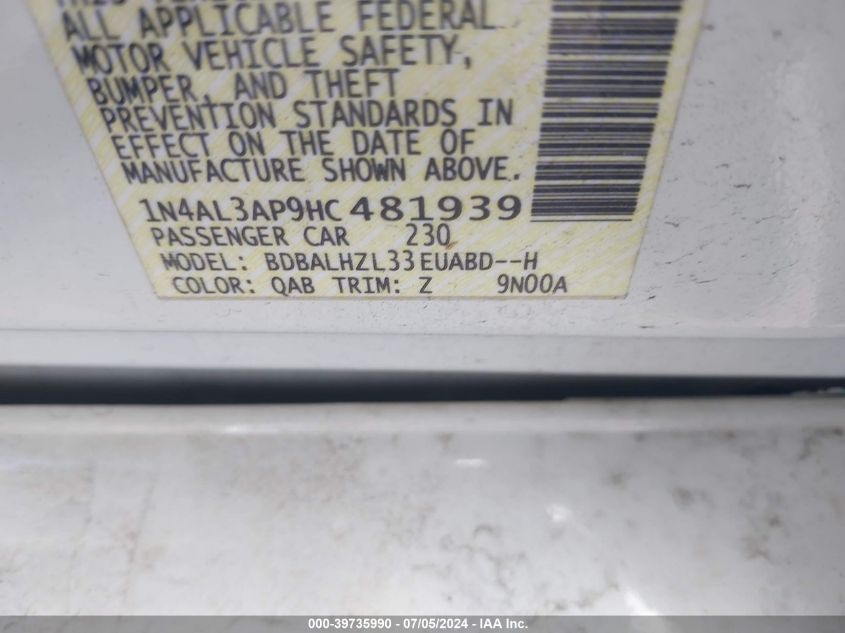 ALL APPLICABLE FEDERAL
MOTOR VEHICLE SAFETY,
BUMPER, AND THEFT
PREVENTION STANDARDS IN
EFFECT ON THE DATE OF
MANUFACTURE SHOWN ABOVE.
1N4AL3AP9HC481939
PASSENGER CAR 230
MODEL: BDBALHZL33EUABD--H
COLOR: QAB TRIM: Z 9N00A
000-39735990 - 07/05/2024 - IAA Inc.